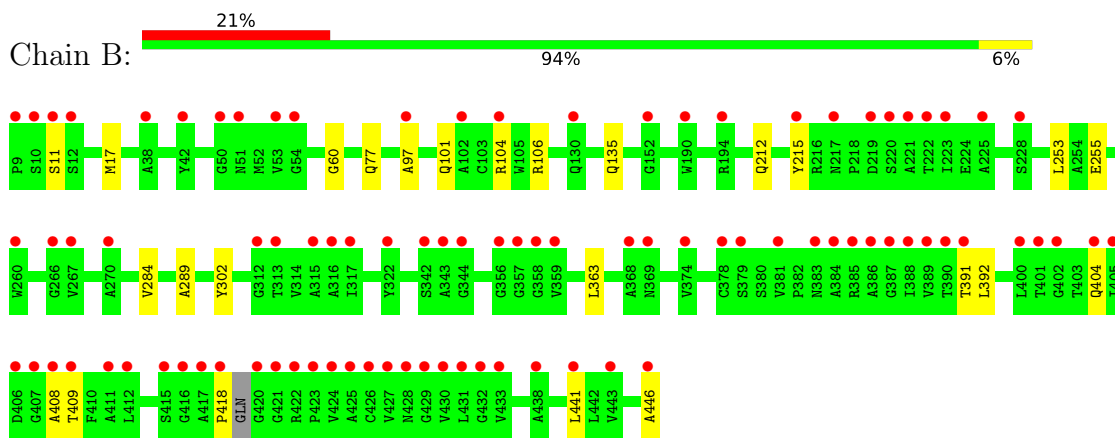 21%
Chain B:
94%
6%
P9 S10 S11 S12 M17 A38 Y42 G50 N51 M52 V53 G54 G60 Q77 A97 Q101 A102 C103 R104 W105 R106 Q130 Q135 G152 W190 R194 Q212 Y215 R216 N217 P218 D219 S220 A221 T222 I223 E224 A225 S228 L253 A254 E255
W260 G266 V267 A270 V284 A289 Y302 G312 T313 V314 A315 A316 I317 Y322 S342 A343 G344 G356 G357 G358 V359 L363 A368 N369 V374 C378 S379 S380 V381 P382 N383 A384 R385 A386 G387 I388 V389 T390 T391 L392 L400 T401 G402 T403 Q404 I405
D406 G407 A408 T409 F410 A411 L412 S415 G416 A417 P418 GLN G420 G421 R422 P423 V424 A425 C426 V427 N428 G429 V430 L431 G432 V433 A438 L441 L442 V443 A446